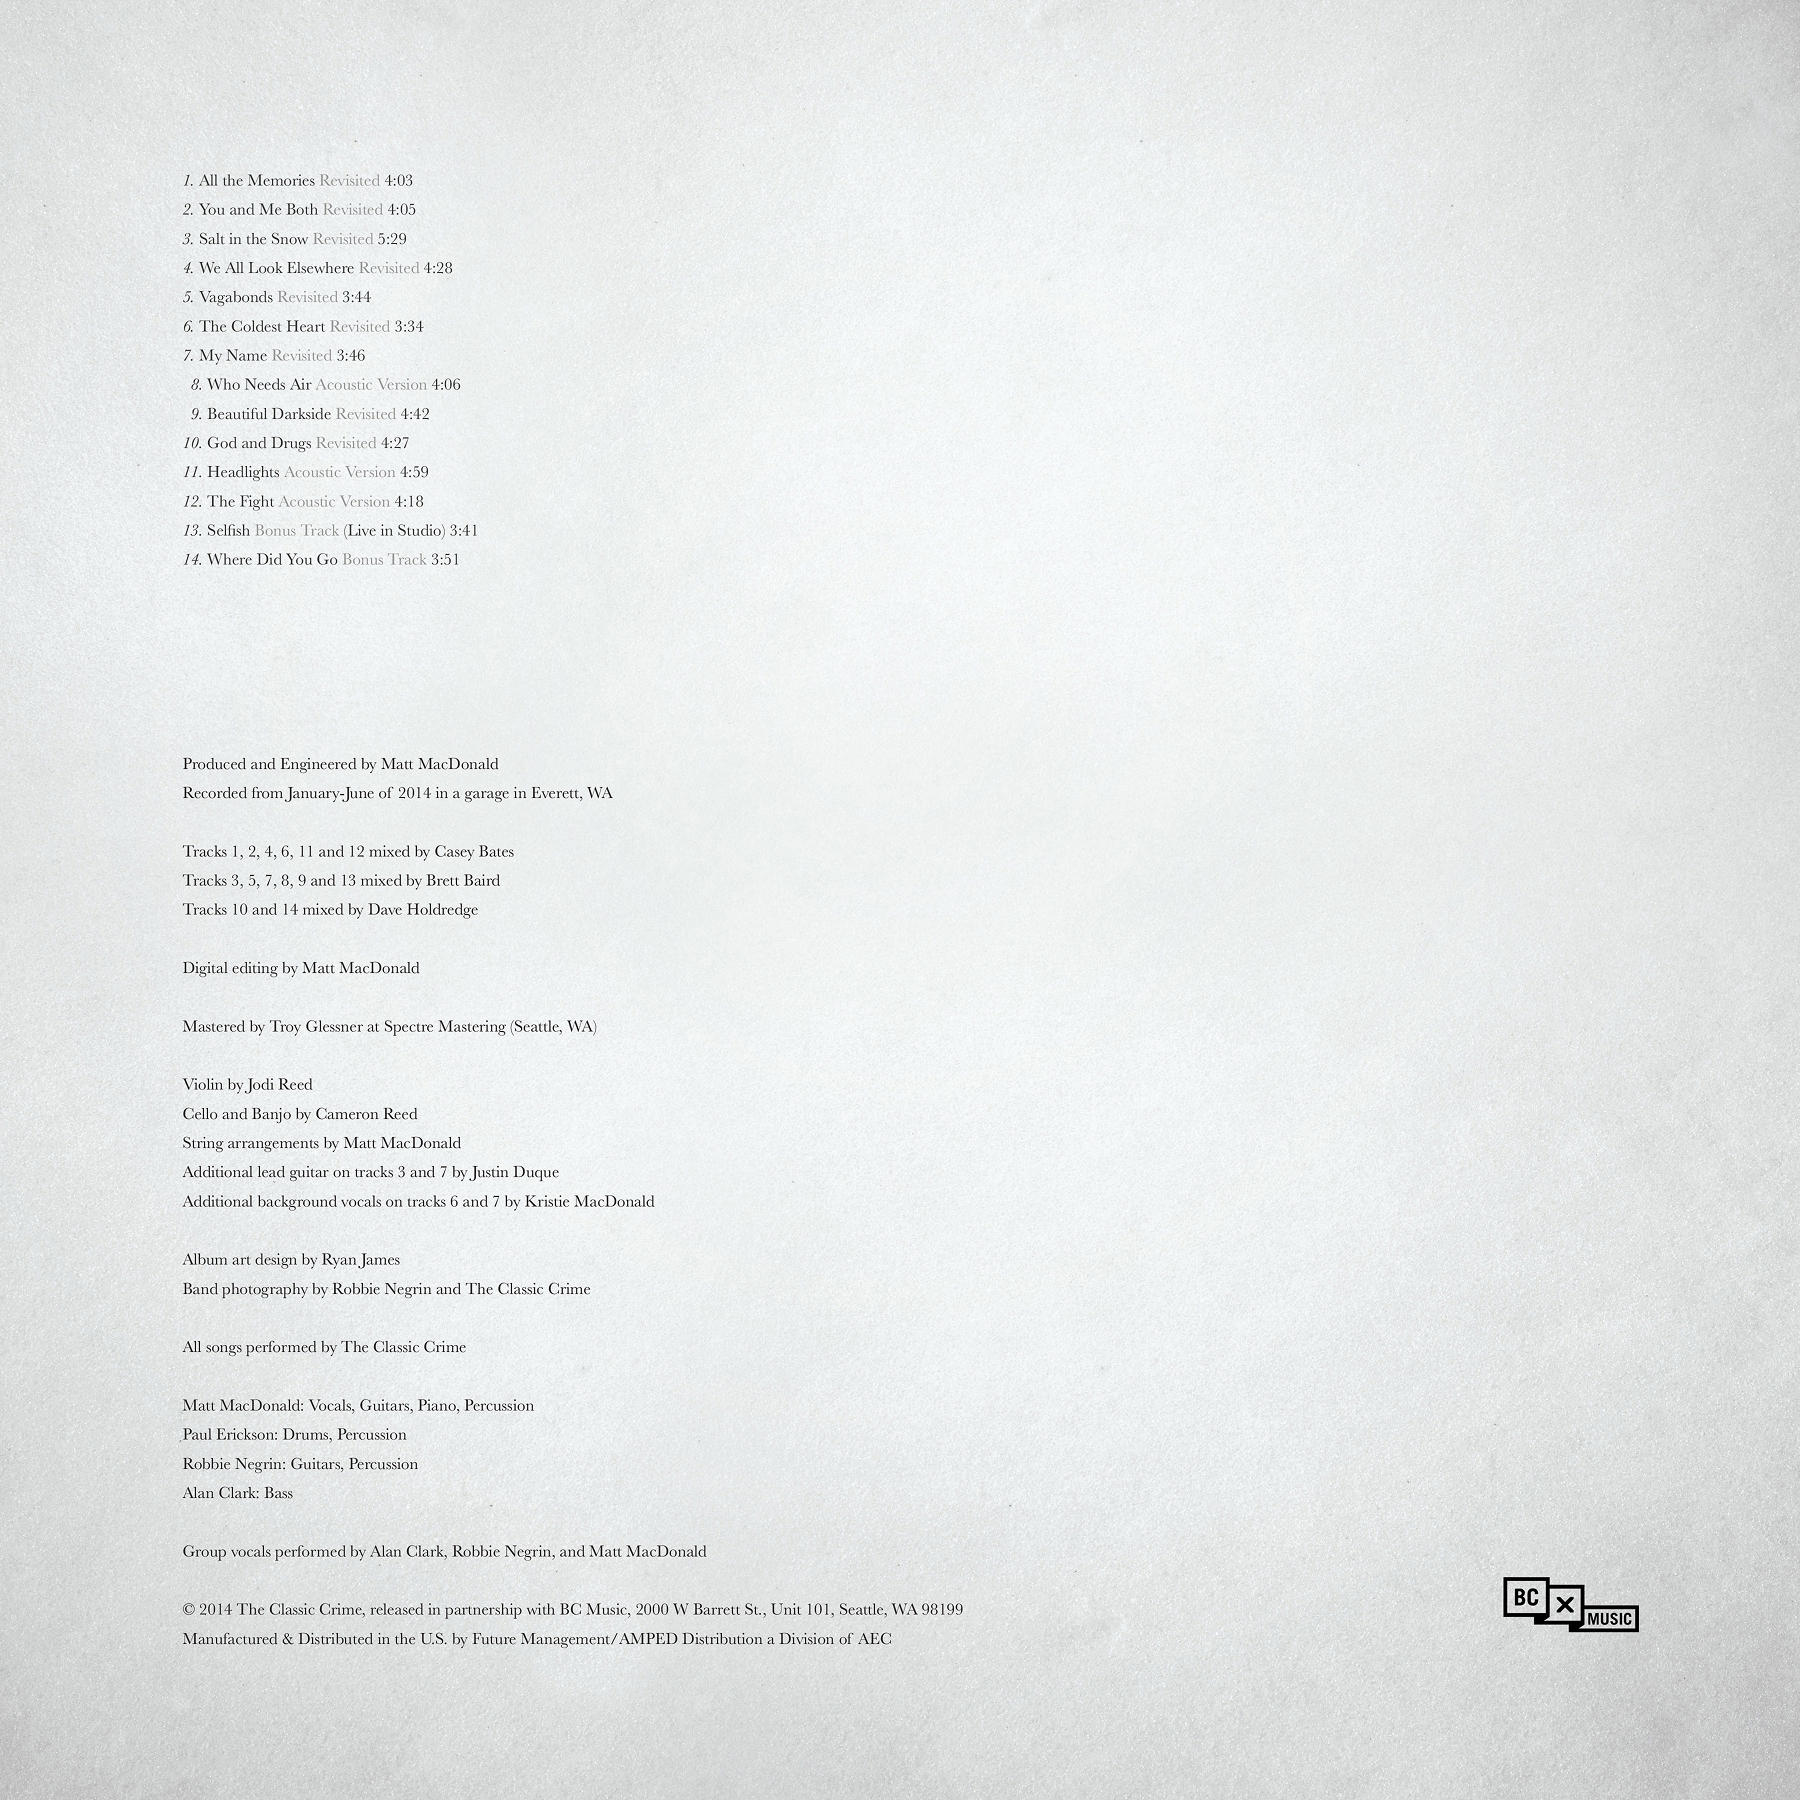 1. All the Memories Revisited 4:03
2. You and Me Both Revisited 4:05
3. Salt in the Snow Revisited 5:29
4. We All Look Elsewhere Revisited 4:28
5. Vagabonds Revisited 3:44
6. The Coldest Heart Revisited 3:34
7. My Name Revisited 3:46
8. Who Needs Air Acoustic Version 4:06
9. Beautiful Darkside Revisited 4:42
10. God and Drugs Revisited 4:27
11. Headlights Acoustic Version 4:59
12. The Fight Acoustic Version 4:18
13. Selfish Bonus Track (Live in Studio) 3:41
14. Where Did You Go Bonus Track 3:51
Produced and Engineered by Matt MacDonald
Recorded from January-June of 2014 in a garage in Everett, WA
Tracks 1, 2, 4, 6, 11 and 12 mixed by Casey Bates
Tracks 3, 5, 7, 8, 9 and 13 mixed by Brett Baird
Tracks 10 and 14 mixed by Dave Holdredge
Digital editing by Matt MacDonald
Mastered by Troy Glessner at Spectre Mastering (Seattle, WA)
Violin by Jodi Reed
Cello and Banjo by Cameron Reed
String arrangements by Matt MacDonald
Additional lead guitar on tracks 3 and 7 by Justin Duque
Additional background vocals on tracks 6 and 7 by Kristie MacDonald
Album art design by Ryan James
Band photography by Robbie Negrin and The Classic Crime
All songs performed by The Classic Crime
Matt MacDonald: Vocals, Guitars, Piano, Percussion
Paul Erickson: Drums, Percussion
Robbie Negrin: Guitars, Percussion
Alan Clark: Bass
Group vocals performed by Alan Clark, Robbie Negrin, and Matt MacDonald
© 2014 The Classic Crime, released in partnership with BC Music, 2000 W Barrett St., Unit 101, Seattle, WA 98199
Manufactured & Distributed in the U.S. by Future Management/AMPED Distribution a Division of AEC
BC X MUSIC